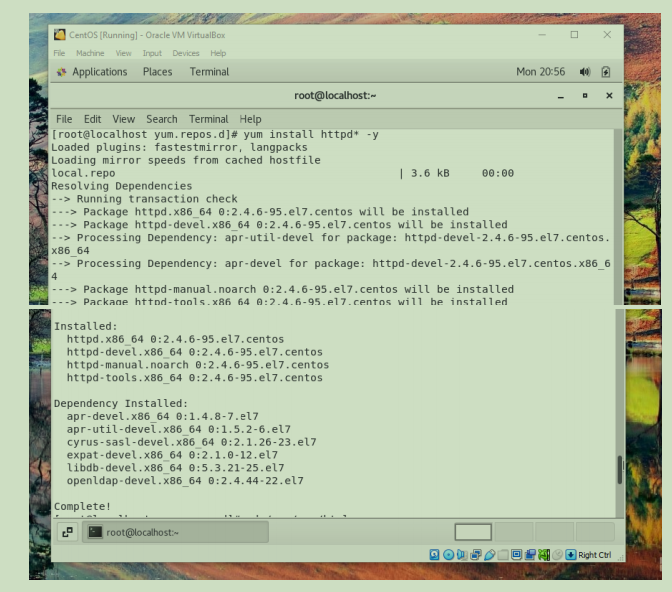 CentOS [Running] - Oracle VM VirtualBox
File Machine View Input Devices Help
Applications Places Terminal Mon 20:56
root@localhost:~
File Edit View Search Terminal Help
[root@localhost yum.repos.d]# yum install httpd* -y
Loaded plugins: fastestmirror, langpacks
Loading mirror speeds from cached hostfile
local.repo | 3.6 kB 00:00
Resolving Dependencies
--> Running transaction check
---> Package httpd.x86_64 0:2.4.6-95.el7.centos will be installed
---> Package httpd-devel.x86_64 0:2.4.6-95.el7.centos will be installed
--> Processing Dependency: apr-util-devel for package: httpd-devel-2.4.6-95.el7.centos.
x86_64
--> Processing Dependency: apr-devel for package: httpd-devel-2.4.6-95.el7.centos.x86_6
4
---> Package httpd-manual.noarch 0:2.4.6-95.el7.centos will be installed
---> Package httpd-tools.x86_64 0:2.4.6-95.el7.centos will be installed
Installed:
httpd.x86_64 0:2.4.6-95.el7.centos
httpd-devel.x86_64 0:2.4.6-95.el7.centos
httpd-manual.noarch 0:2.4.6-95.el7.centos
httpd-tools.x86_64 0:2.4.6-95.el7.centos
Dependency Installed:
apr-devel.x86_64 0:1.4.8-7.el7
apr-util-devel.x86_64 0:1.5.2-6.el7
cyrus-sasl-devel.x86_64 0:2.1.26-23.el7
expat-devel.x86_64 0:2.1.0-12.el7
libdb-devel.x86_64 0:5.3.21-25.el7
openldap-devel.x86_64 0:2.4.44-22.el7
Complete!
root@localhost:~
Right Ctrl